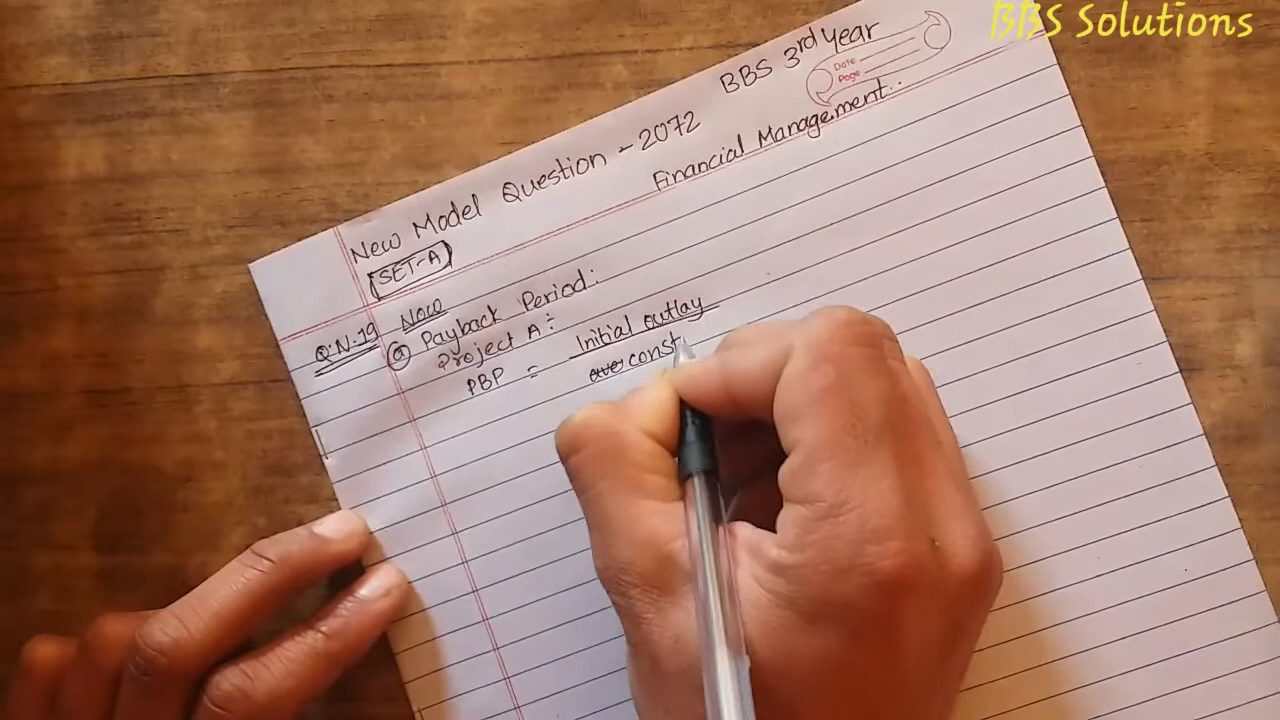 BBS Solutions
BBS 3rd Year
Date
Page
New Model Question - 2072
Financial Management..
SET-A
Q.N.19 Now
(a) Payback Period:
Project A:
PBP = Initial outlay
const